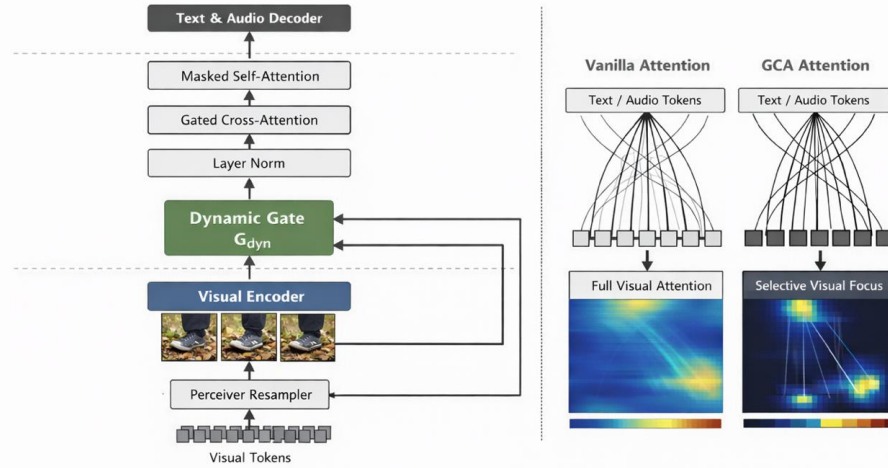 Text & Audio Decoder
Masked Self-Attention
Gated Cross-Attention
Layer Norm
Dynamic Gate
Gdyn
Visual Encoder
Perceiver Resampler
Visual Tokens
Vanilla Attention
Text / Audio Tokens
Full Visual Attention
GCA Attention
Text / Audio Tokens
Selective Visual Focus